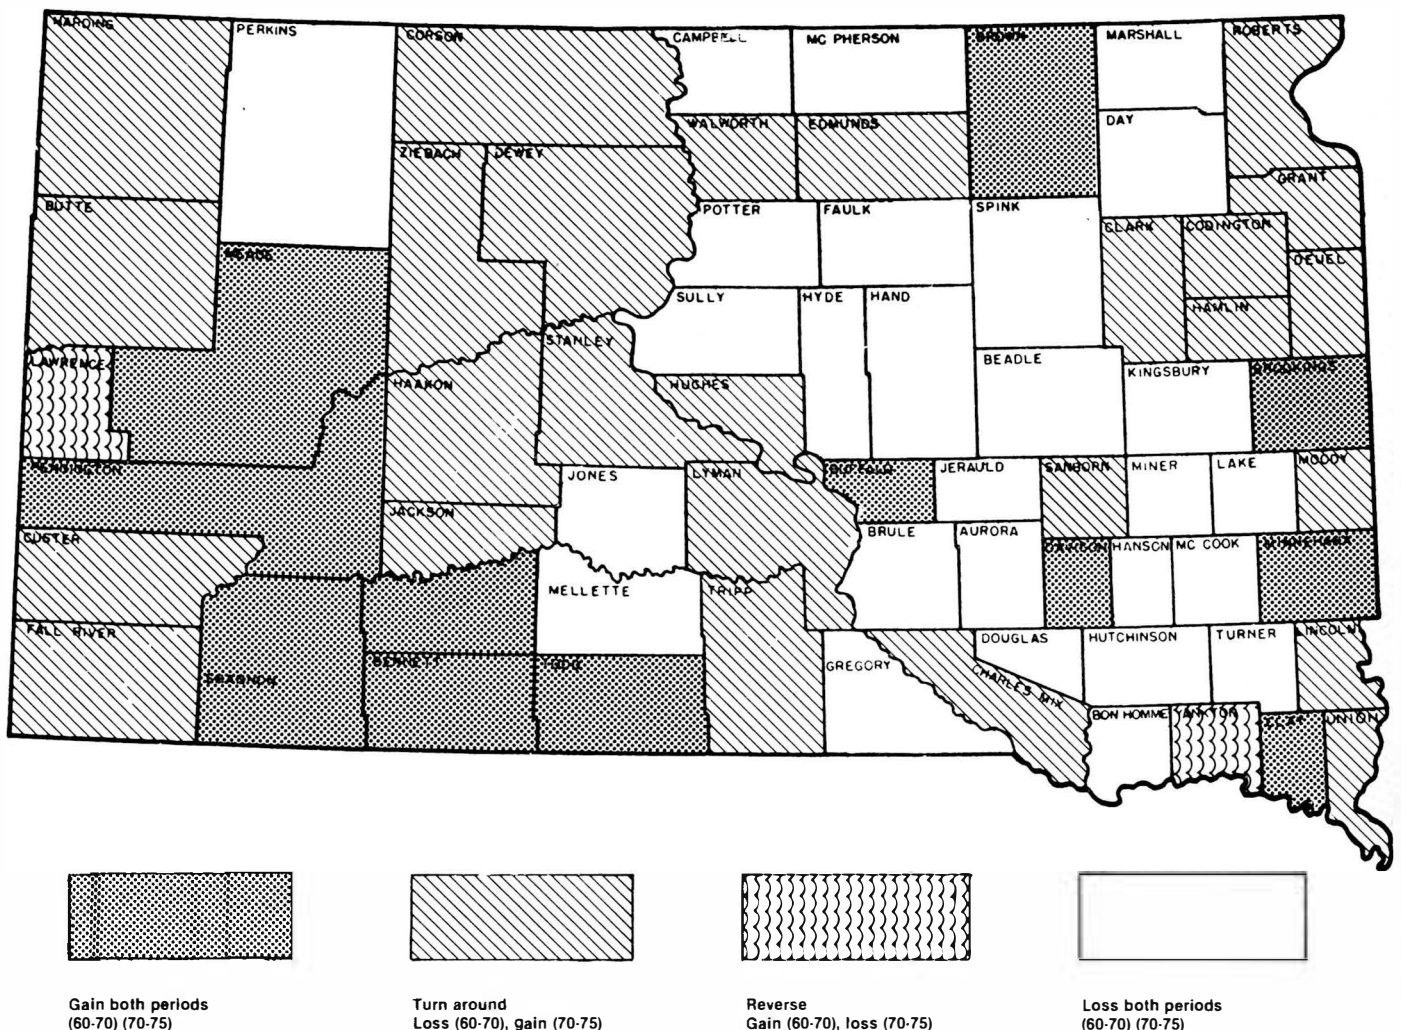 HARDING
PERKINS
CORSON
CAMPBELL
MC PHERSON
BROWN
MARSHALL
ROBERTS
WALWORTH
EDMUNDS
DAY
ZIEBACH
DEWEY
GRANT
BUTTE
POTTER
FAULK
SPINK
CLARK
CODINGTON
MEADE
DEUEL
SULLY
HYDE
HAND
HAMLIN
STANLEY
LAWRENCE
BEADLE
KINGSBURY
BROOKINGS
HAAKON
HUGHES
PENNINGTON
JONES
LYMAN
BUFFALO
JERAULD
SANBORN
MINER
LAKE
MOODY
JACKSON
CUSTER
BRULE
AURORA
DAVISON
HANSON
MC COOK
MINNEHAHA
MELLETTE
TRIPP
FALL RIVER
SHANNON
BENNETT
TODD
GREGORY
DOUGLAS
HUTCHINSON
TURNER
LINCOLN
CHARLES MIX
BON HOMME
YANKTON
CLAY
UNION
Gain both periods
(60-70) (70-75)
Turn around
Loss (60-70), gain (70-75)
Reverse
Gain (60-70), loss (70-75)
Loss both periods
(60-70) (70-75)